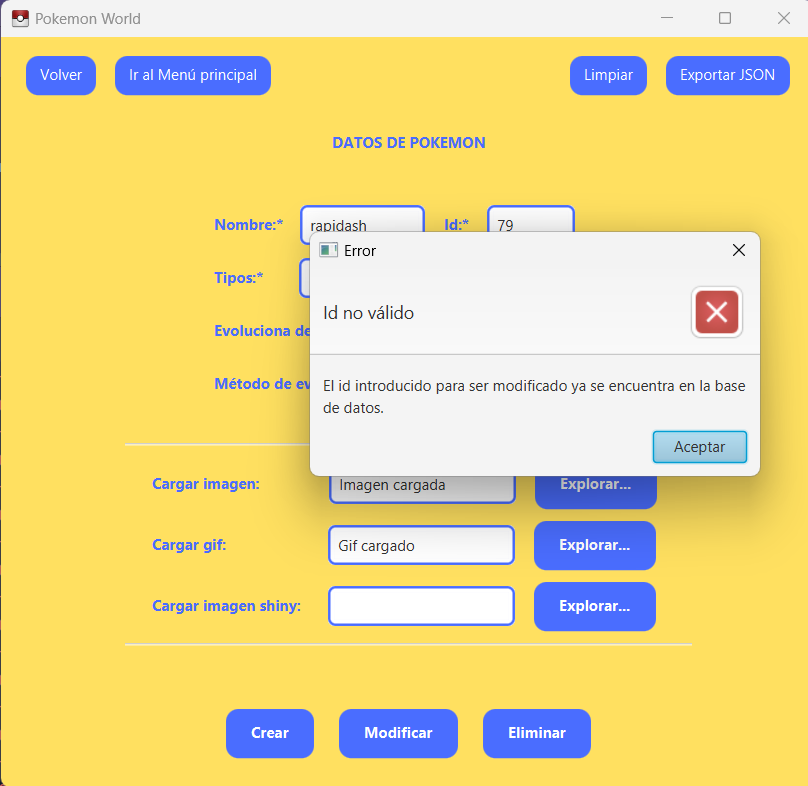 Pokemon World
Volver
Ir al Menú principal
Limpiar
Exportar JSON
DATOS DE POKEMON
Nombre:*
rapidash
Id:*
79
Tipos:*
Error
Id no válido
Evoluciona de
Método de ev
El id introducido para ser modificado ya se encuentra en la base
de datos.
Aceptar
Cargar imagen:
Imagen cargada
Explorar...
Cargar gif:
Gif cargado
Explorar...
Cargar imagen shiny:
Explorar...
Crear
Modificar
Eliminar